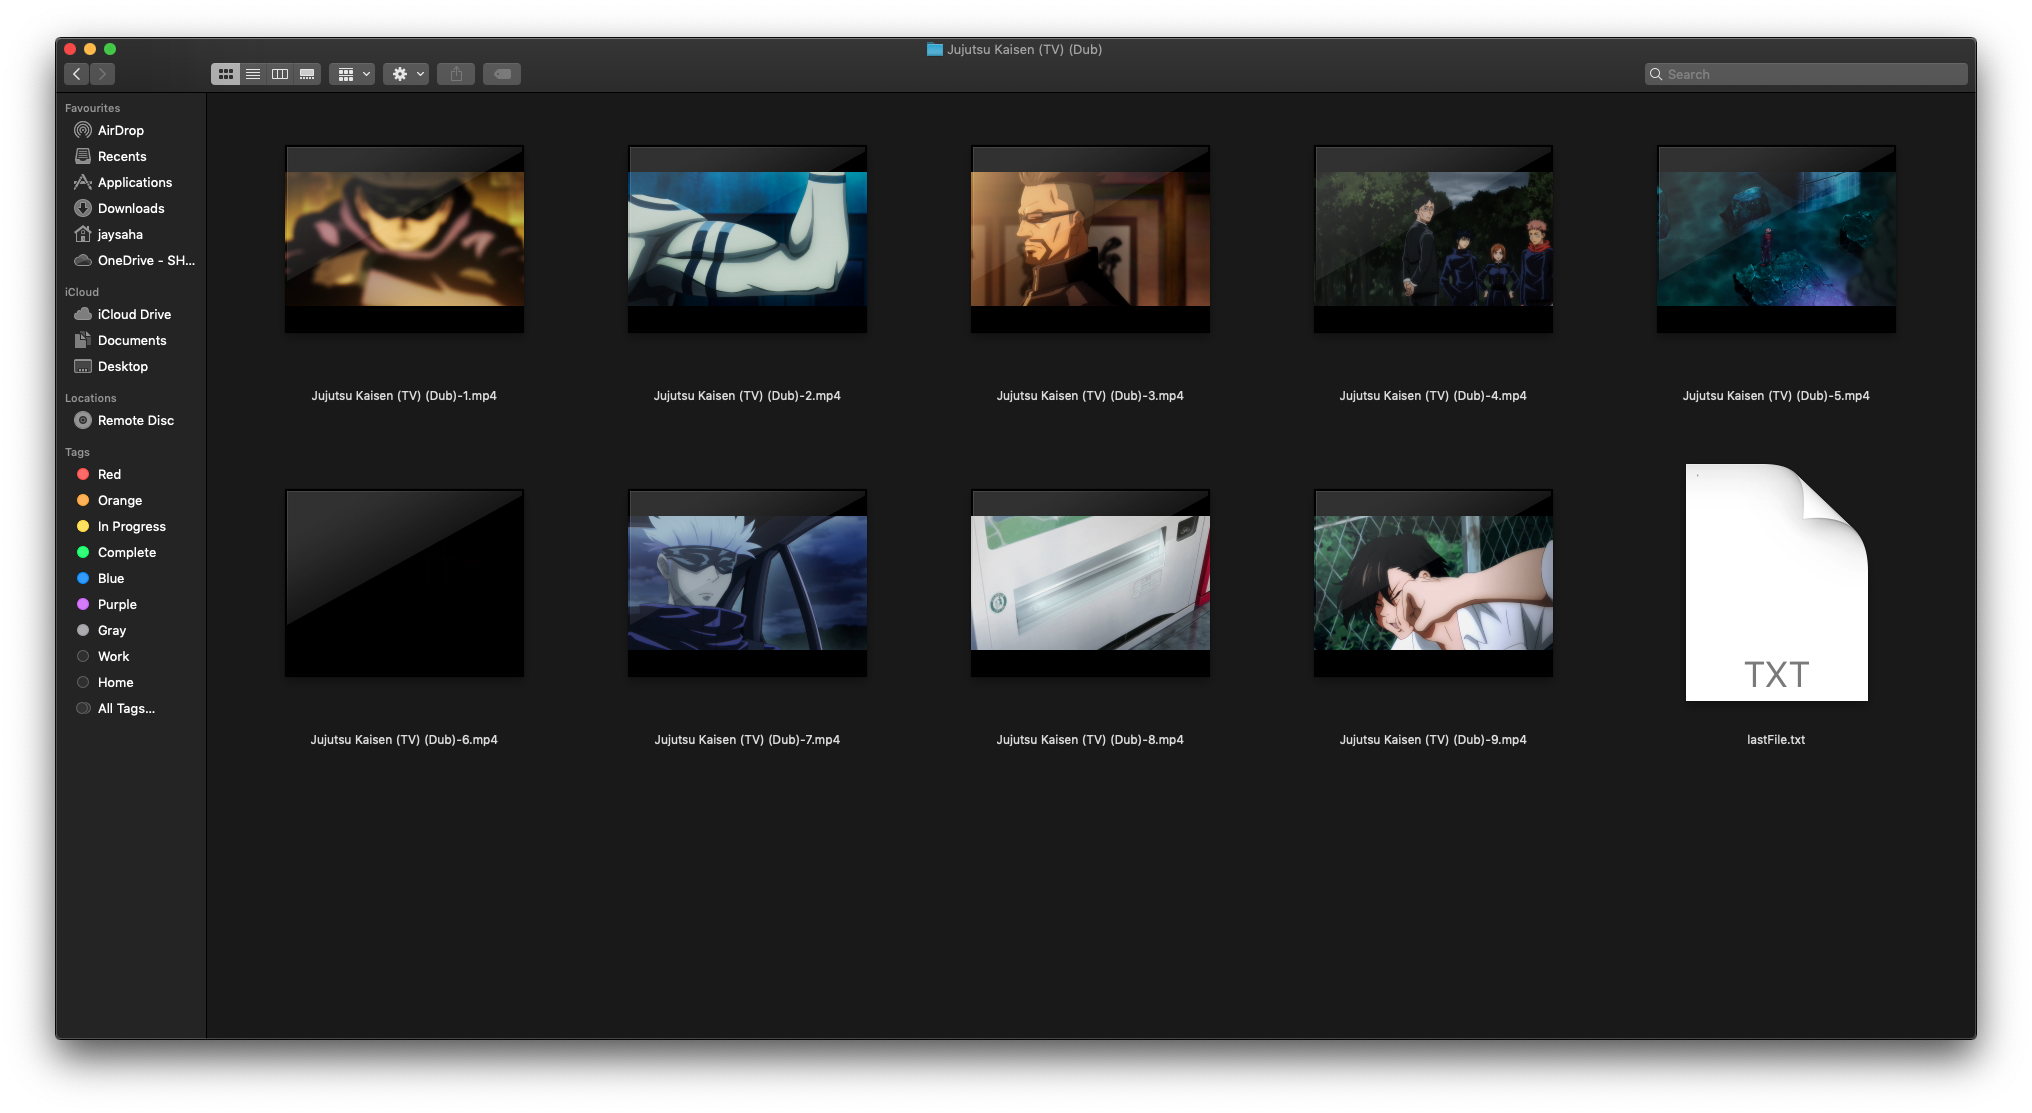 Jujutsu Kaisen (TV) (Dub)
Search
Favourites
AirDrop
Recents
Applications
Downloads
jaysaha
OneDrive - SH...
iCloud
iCloud Drive
Documents
Desktop
Locations
Remote Disc
Tags
Red
Orange
In Progress
Complete
Blue
Purple
Gray
Work
Home
All Tags...
Jujutsu Kaisen (TV) (Dub)-1.mp4
Jujutsu Kaisen (TV) (Dub)-2.mp4
Jujutsu Kaisen (TV) (Dub)-3.mp4
Jujutsu Kaisen (TV) (Dub)-4.mp4
Jujutsu Kaisen (TV) (Dub)-5.mp4
Jujutsu Kaisen (TV) (Dub)-6.mp4
Jujutsu Kaisen (TV) (Dub)-7.mp4
Jujutsu Kaisen (TV) (Dub)-8.mp4
Jujutsu Kaisen (TV) (Dub)-9.mp4
TXT
lastFile.txt